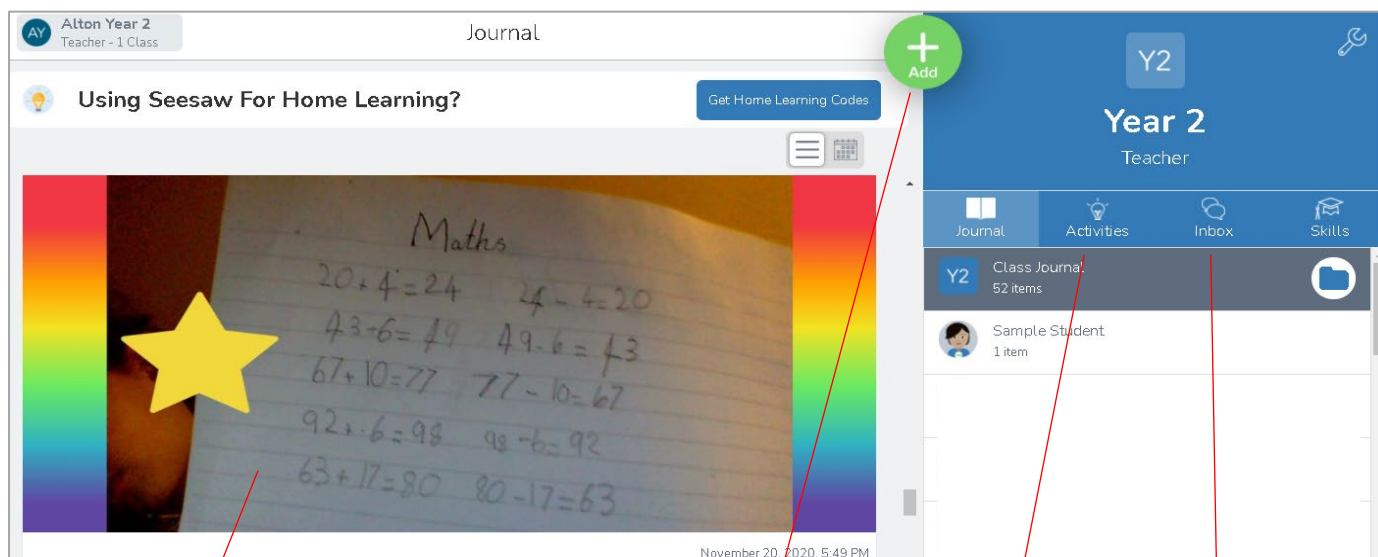 AY
Alton Year 2
Teacher - 1 Class
Journal
Add
Using Seesaw For Home Learning?
Get Home Learning Codes
Maths
20+4=24 24-4=20
43+6=49 49-6=43
67+10=77 77-10=67
92+6=98 98-6=92
63+17=80 80-17=63
November 20, 2020, 5:49 PM
Y2
Year 2
Teacher
Journal
Activities
Inbox
Skills
Y2
Class Journal
52 items
Sample Student
1 item